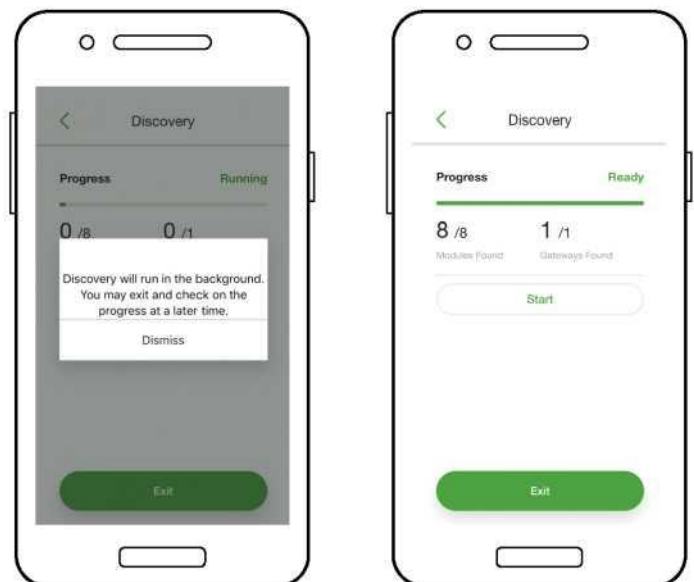 Discovery
Progress Running
0 /8 0 /1
Discovery will run in the background.
You may exit and check on the
progress at a later time.
Dismiss
Exit
Discovery
Progress Ready
8 /8 1 /1
Modules Found Gateways Found
Start
Exit